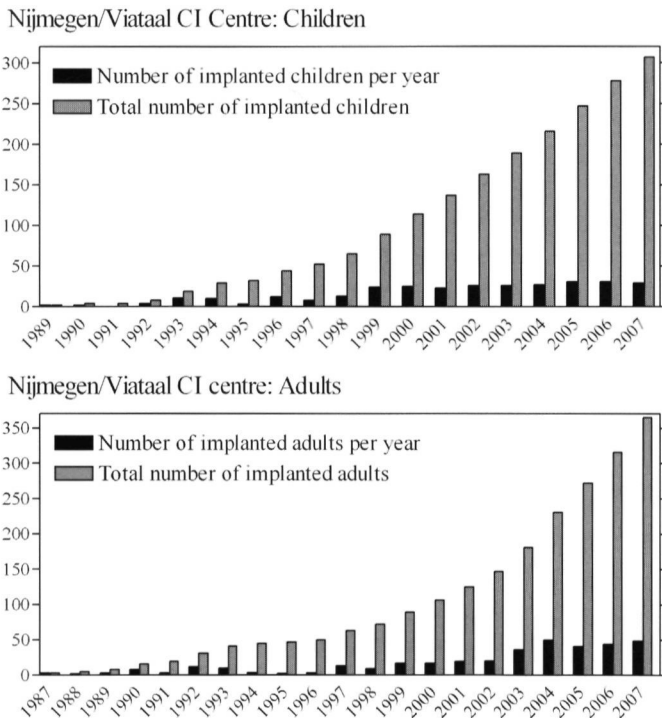 Nijmegen/Viataal CI Centre: Children
300
250
200
150
100
50
0
Number of implanted children per year
Total number of implanted children
1989 1990 1991 1992 1993 1994 1995 1996 1997 1998 1999 2000 2001 2002 2003 2004 2005 2006 2007
Nijmegen/Viataal CI centre: Adults
350
300
250
200
150
100
50
0
Number of implanted adults per year
Total number of implanted adults
1987 1988 1989 1990 1991 1992 1993 1994 1995 1996 1997 1998 1999 2000 2001 2002 2003 2004 2005 2006 2007